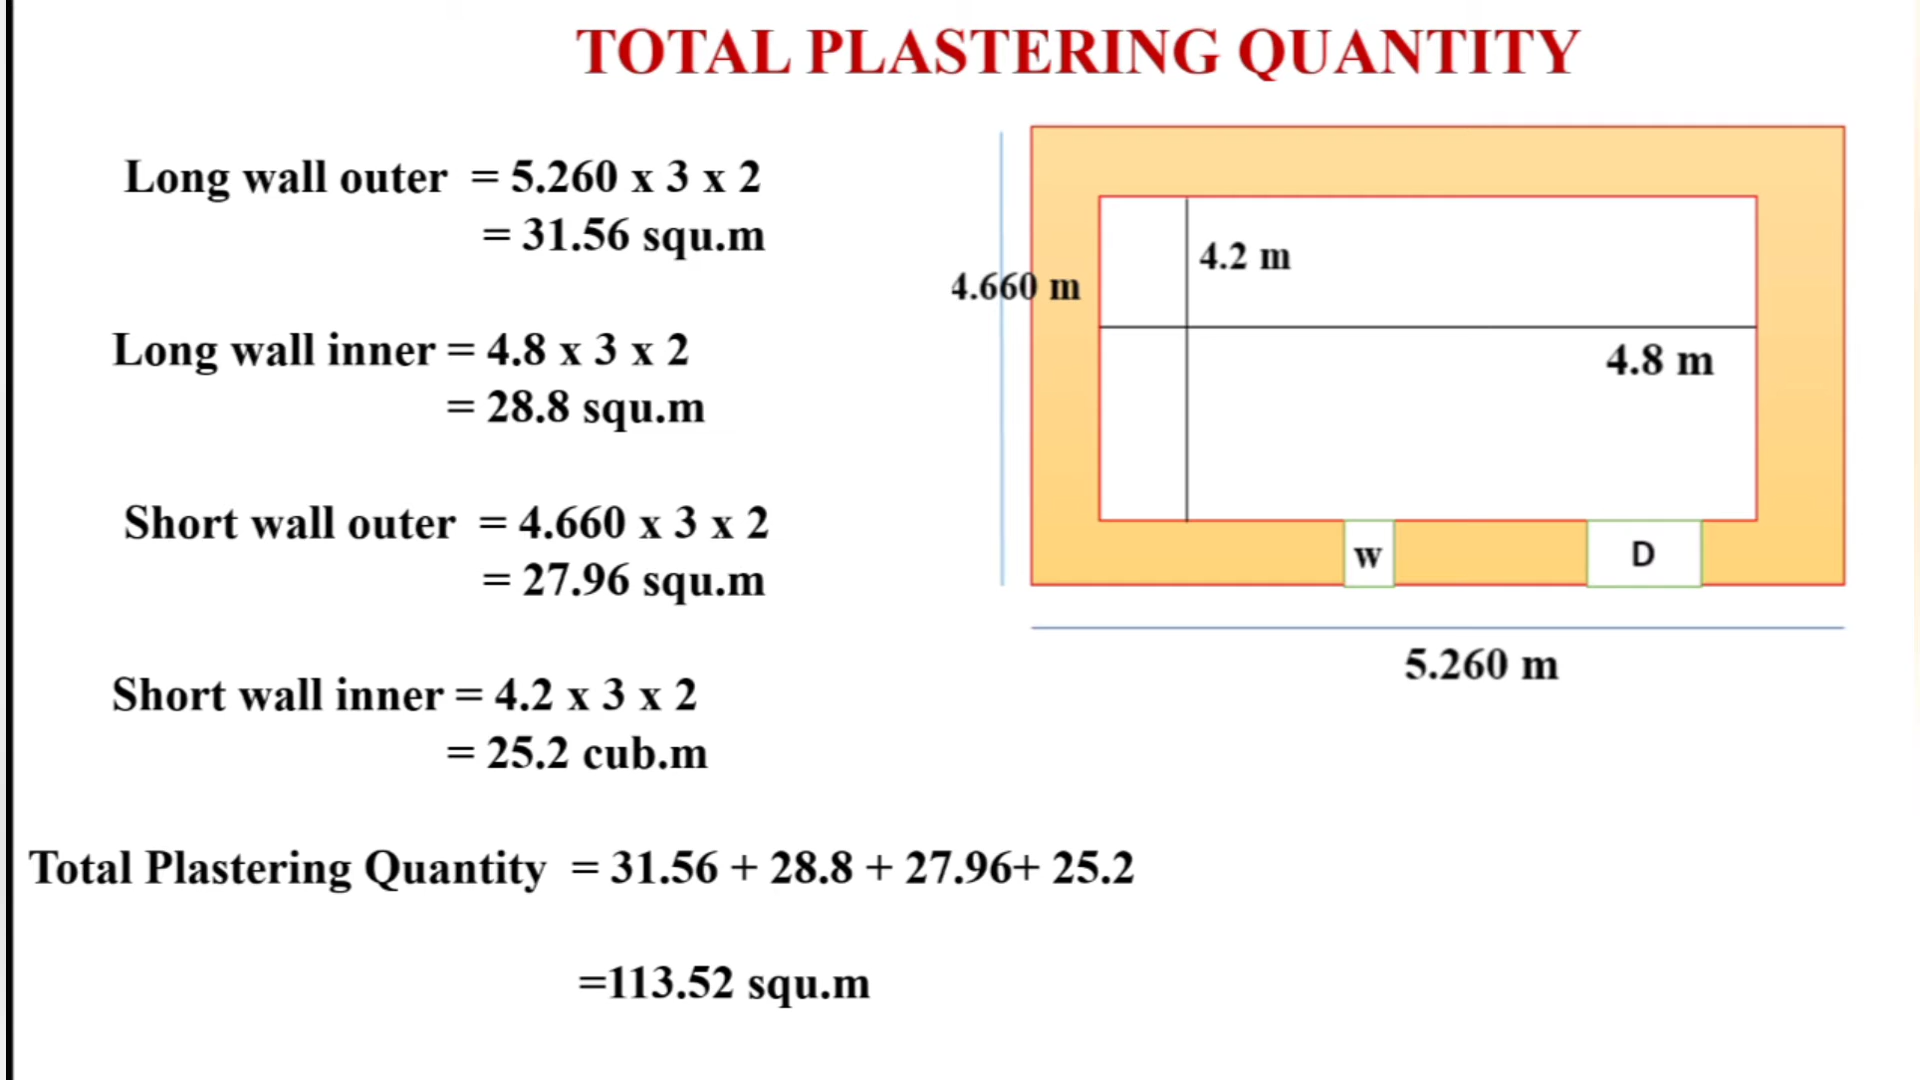 TOTAL PLASTERING QUANTITY
Long wall outer = 5.260 x 3 x 2
= 31.56 squ.m
Long wall inner = 4.8 x 3 x 2
= 28.8 squ.m
Short wall outer = 4.660 x 3 x 2
= 27.96 squ.m
Short wall inner = 4.2 x 3 x 2
= 25.2 cub.m
Total Plastering Quantity = 31.56 + 28.8 + 27.96+ 25.2
=113.52 squ.m
4.2 m
4.660 m
4.8 m
w
D
5.260 m